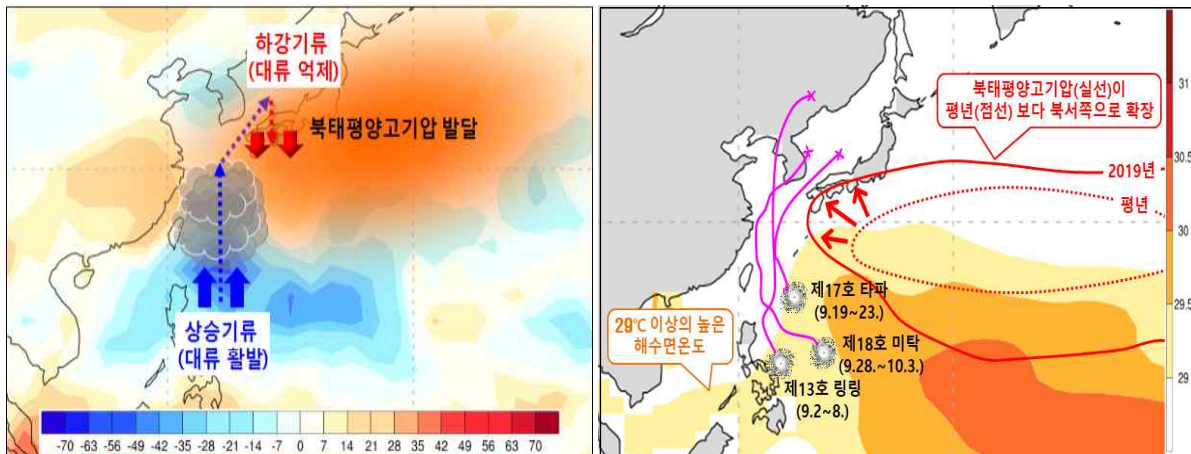 하강기류
(대류 억제)
북태평양고기압 발달
상승기류
(대류 활발)
-70 -63 -56 -49 -42 -35 -28 -21 -14 -7 0 7 14 21 28 35 42 49 56 63 70
북태평양고기압(실선)이
평년(점선) 보다 북서쪽으로 확장
2019년
평년
제17호 타파
(9.19~23.)
29℃ 이상의 높은
해수면온도
제18호 미탁
(9.28.~10.3.)
제13호 링링
(9.2~8.)
31
30.5
30
29.5
29